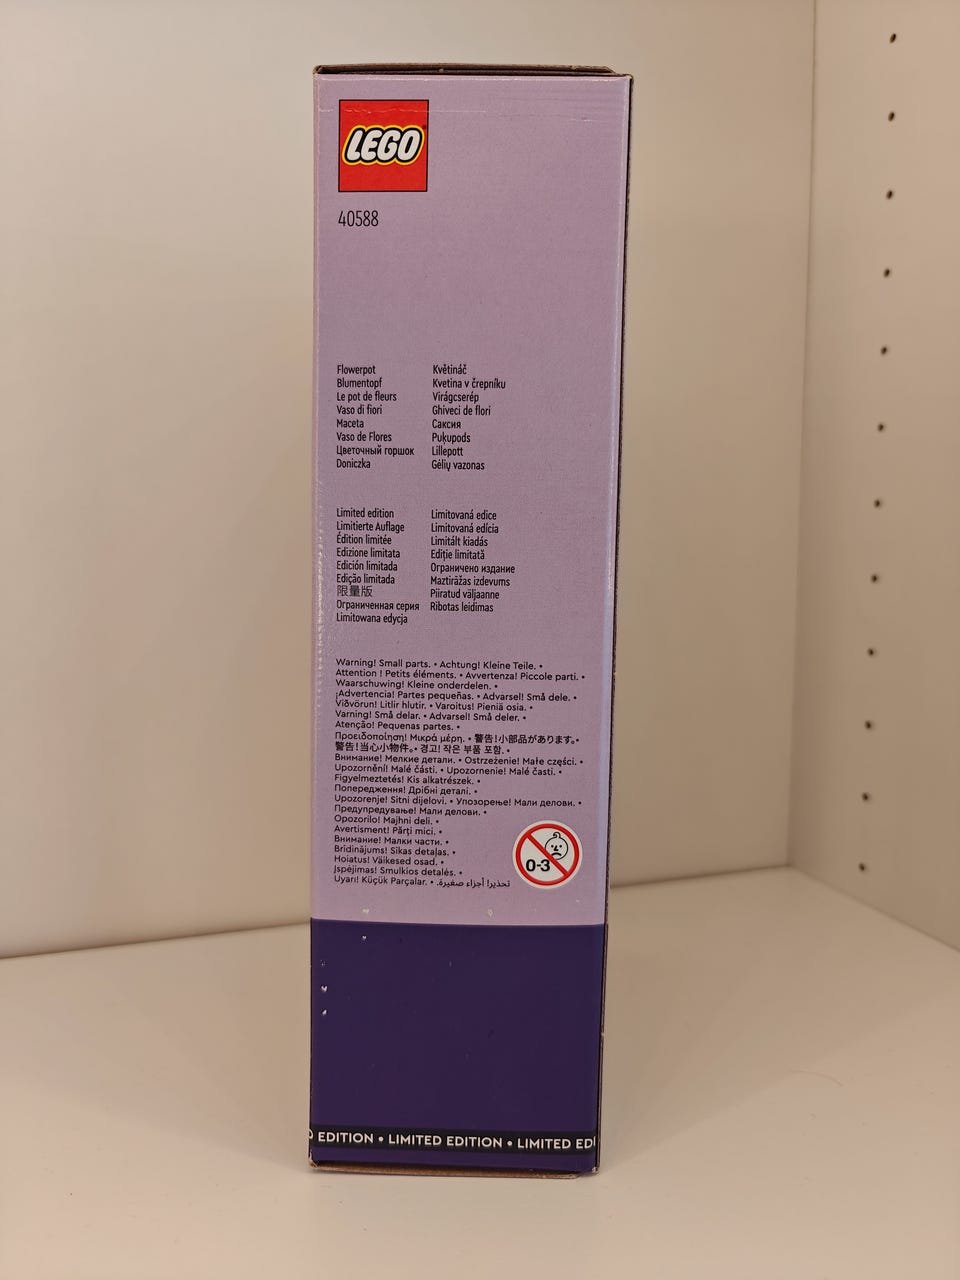 LEGO
40588
Flowerpot
Blumentopf
Le pot de fleurs
Vaso di fiori
Maceta
Vaso de Flores
Цветочный горшок
Doniczka
Květináč
Kvetina v črepníku
Virágcserép
Ghiveci de flori
Саксия
Puķupods
Lillepott
Gėlių vazonas
Limited edition
Limitierte Auflage
Édition limitée
Edizione limitata
Edición limitada
Edição limitada
限量版
Ограниченная серия
Limitowana edycja
Limitovaná edice
Limitovaná edícia
Limitált kiadás
Ediție limitată
Ограничено издание
Maztirāžas izdevums
Piiratud väljaanne
Ribotas leidimas
Warning! Small parts. • Achtung! Kleine Teile. •
Attention ! Petits éléments. • Avvertenza! Piccole parti. •
Waarschuwing! Kleine onderdelen. •
¡Advertencia! Partes pequeñas. • Advarsel! Små dele. •
Viðvörun! Litlir hlutir. • Varoitus! Pieniä osia. •
Varning! Små delar. • Advarsel! Små deler. •
Atenção! Pequenas partes. •
Προειδοποίηση! Μικρά μέρη. • 警告!小部品があります。•
警告!当心小物件。• 경고! 작은 부품 포함. •
Внимание! Мелкие детали. • Ostrzeżenie! Małe części. •
Upozornění! Malé části. • Upozornenie! Malé časti. •
Figyelmeztetés! Kis alkatrészek. •
Попередження! Дрібні деталі. •
Upozorenje! Sitni dijelovi. • Упозорење! Мали делови. •
Предупредување! Мали делови. •
Opozorilo! Majhni deli. •
Avertisment! Părți mici. •
Внимание! Малки части. •
Brīdinājums! Sīkas detaļas. •
Hoiatus! Väikesed osad. •
Įspėjimas! Smulkios detalės. •
Uyarı! Küçük Parçalar. • تحذير! أجزاء صغيرة.
0-3
EDITION • LIMITED EDITION • LIMITED ED